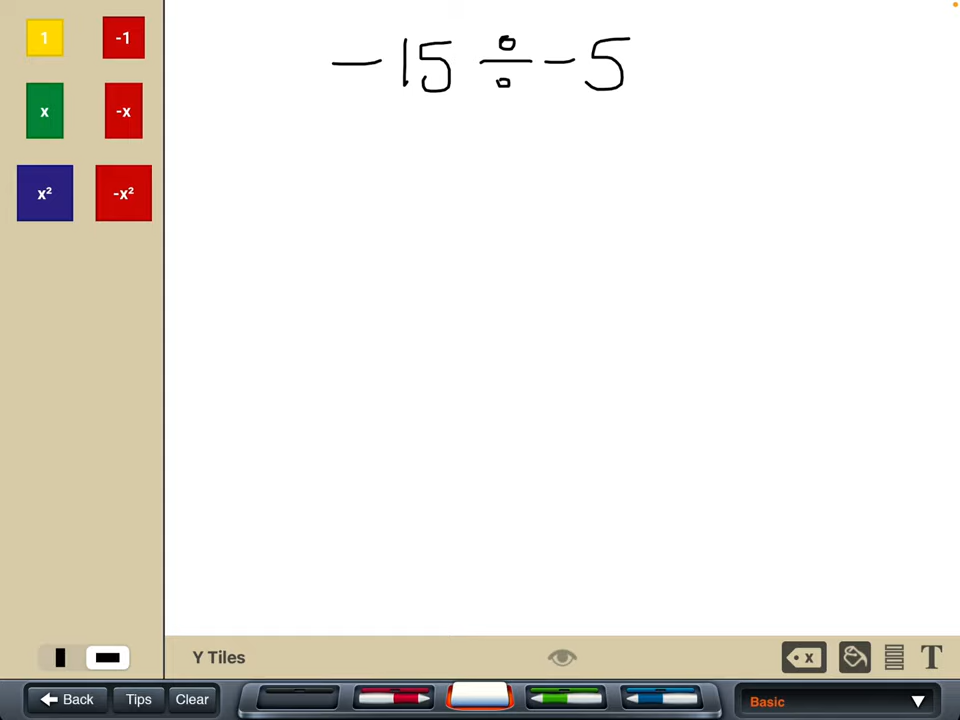 -15 ÷ -5
1 -1
x -x
x² -x²
Y Tiles
x
T
Back Tips Clear Basic